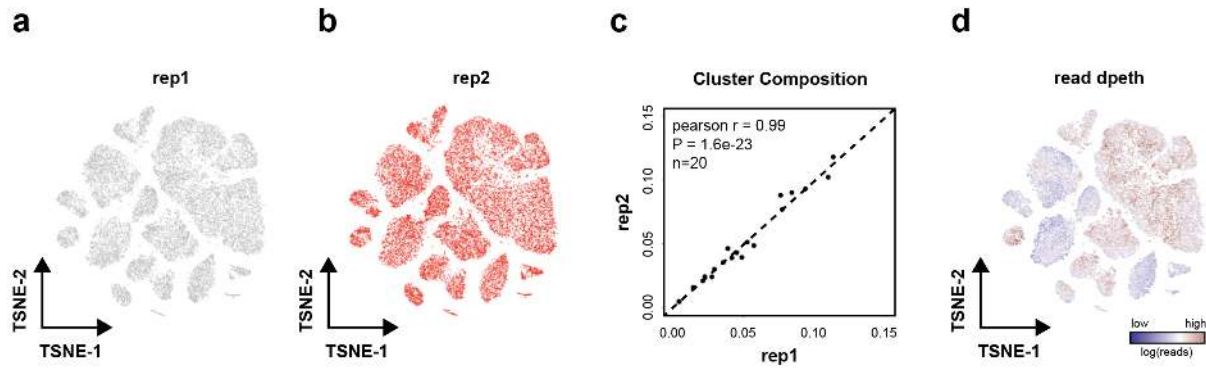 a
rep1
TSNE-2
TSNE-1
b
rep2
TSNE-2
TSNE-1
c
Cluster Composition
pearson r = 0.99
P = 1.6e-23
n=20
rep2
0.15
0.10
0.05
0.00
0.00 0.05 0.10 0.15
rep1
d
read dpeth
TSNE-2
TSNE-1
low high
log(reads)